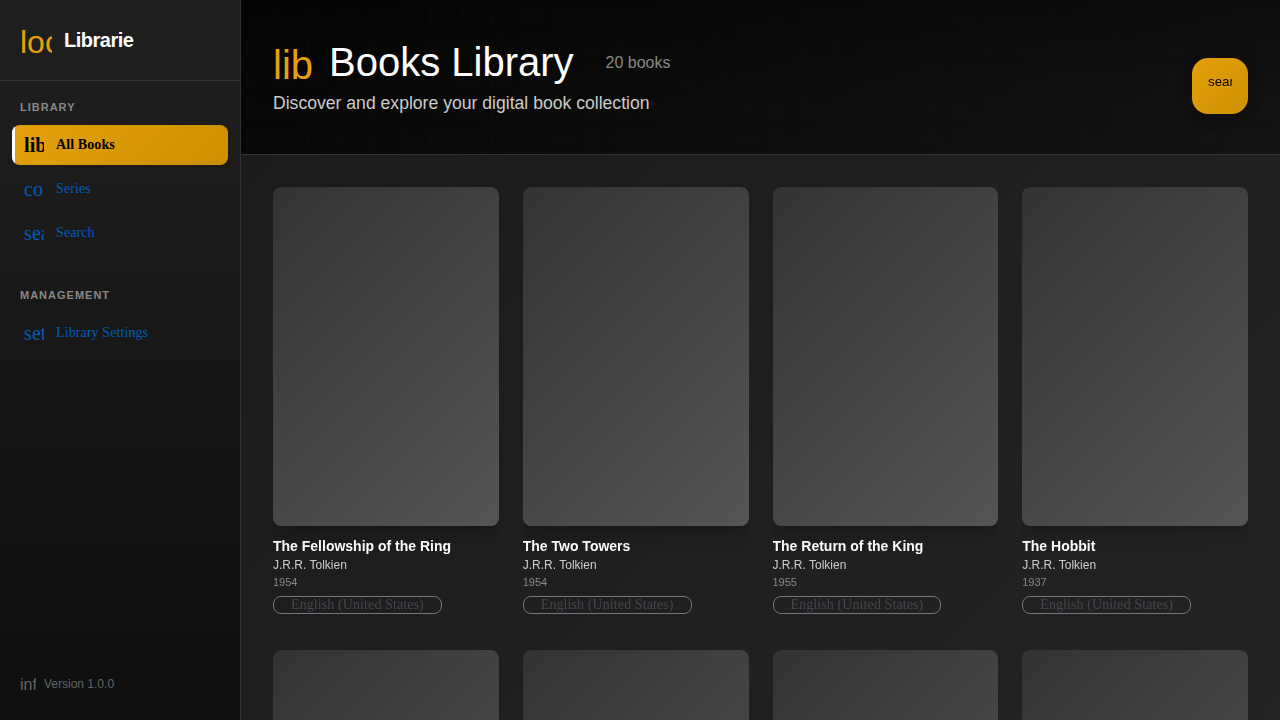 loc Librarie
LIBRARY
lib All Books
co Series
sea Search
MANAGEMENT
set Library Settings
inf Version 1.0.0
lib Books Library 20 books
Discover and explore your digital book collection
sear
The Fellowship of the Ring
J.R.R. Tolkien
1954
English (United States)
The Two Towers
J.R.R. Tolkien
1954
English (United States)
The Return of the King
J.R.R. Tolkien
1955
English (United States)
The Hobbit
J.R.R. Tolkien
1937
English (United States)